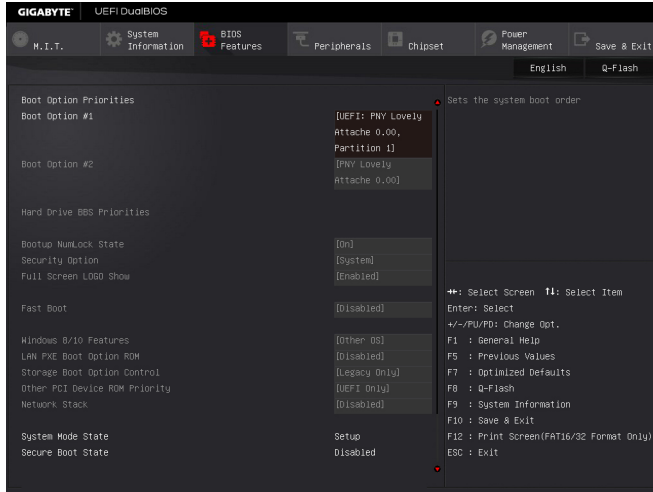 GIGABYTE™ UEFI DualBIOS
M.I.T. System Information BIOS Features Peripherals Chipset Power Management Save & Exit
English Q-Flash
Boot Option Priorities
Sets the system boot order
Boot Option #1 [UEFI: PNY Lovely
Attache 0.00,
Partition 1]
Boot Option #2 [PNY Lovely
Attache 0.00]
Hard Drive BBS Priorities
Bootup NumLock State [On]
Security Option [System]
Full Screen LOGO Show [Enabled]
Fast Boot [Disabled]
Windows 8/10 Features [Other OS]
LAN PXE Boot Option ROM [Disabled]
Storage Boot Option Control [Legacy Only]
Other PCI Device ROM Priority [UEFI Only]
Network Stack [Disabled]
System Mode State Setup
Secure Boot State Disabled
→←: Select Screen ↑↓: Select Item
Enter: Select
+/-/PU/PD: Change Opt.
F1 : General Help
F5 : Previous Values
F7 : Optimized Defaults
F8 : Q-Flash
F9 : System Information
F10 : Save & Exit
F12 : Print Screen(FAT16/32 Format Only)
ESC : Exit